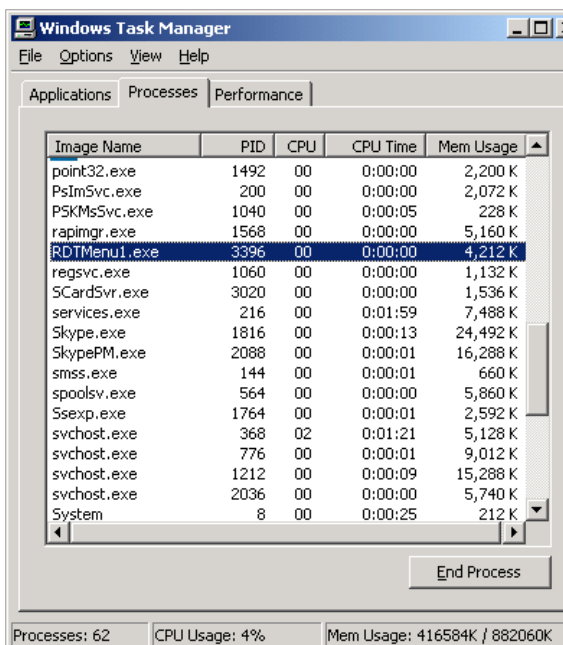 Windows Task Manager
File Options View Help
Applications Processes Performance
Image Name PID CPU CPU Time Mem Usage
point32.exe 1492 00 0:00:00 2,200 K
PsImSvc.exe 200 00 0:00:00 2,072 K
PSKMsSvc.exe 1040 00 0:00:05 228 K
rapimgr.exe 1568 00 0:00:00 5,160 K
RDTMenu1.exe 3396 00 0:00:00 4,212 K
regsvc.exe 1060 00 0:00:00 1,132 K
SCardSvr.exe 3020 00 0:00:00 1,536 K
services.exe 216 00 0:01:59 7,488 K
Skype.exe 1816 00 0:00:13 24,492 K
SkypePM.exe 2088 00 0:00:01 16,288 K
smss.exe 144 00 0:00:01 660 K
spoolsv.exe 564 00 0:00:00 5,860 K
Ssexp.exe 1764 00 0:00:01 2,592 K
svchost.exe 368 02 0:01:21 5,128 K
svchost.exe 776 00 0:00:01 9,012 K
svchost.exe 1212 00 0:00:09 15,288 K
svchost.exe 2036 00 0:00:00 5,740 K
System 8 00 0:00:25 212 K
End Process
Processes: 62 CPU Usage: 4% Mem Usage: 416584K / 882060K